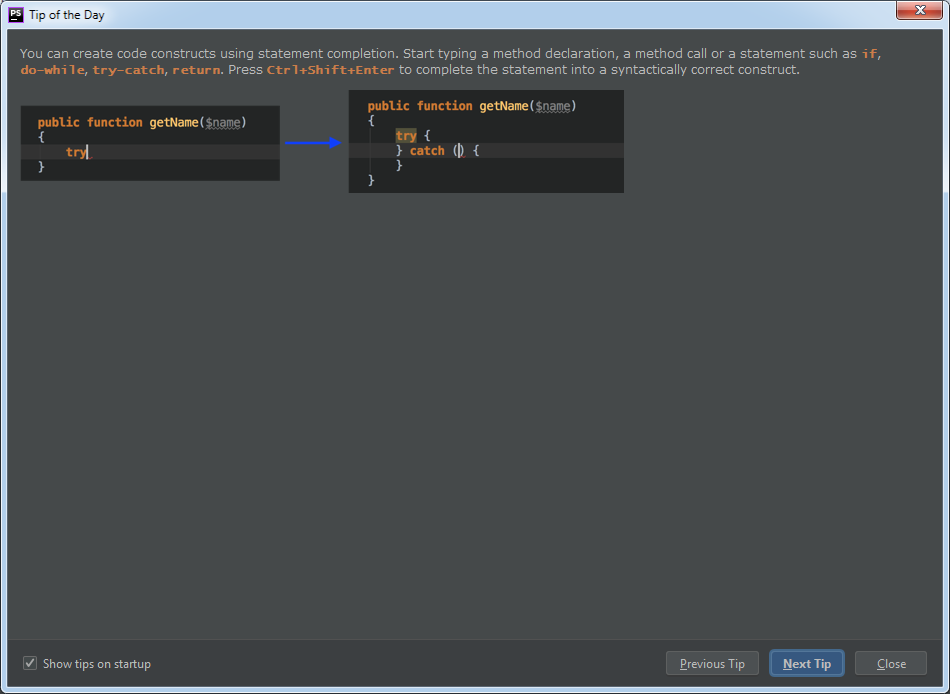 PS Tip of the Day
You can create code constructs using statement completion. Start typing a method declaration, a method call or a statement such as if,
do-while, try-catch, return. Press Ctrl+Shift+Enter to complete the statement into a syntactically correct construct.
public function getName($name)
{
try
}
public function getName($name)
{
try {
} catch () {
}
}
Show tips on startup
Previous Tip
Next Tip
Close